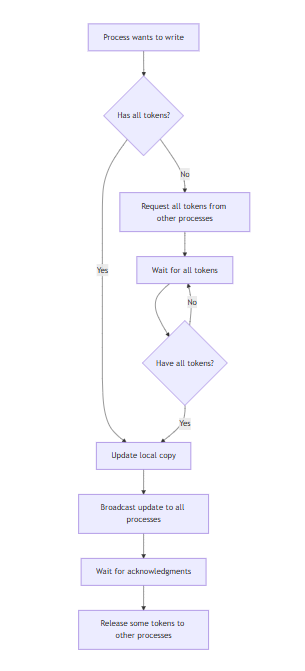 Process wants to write
Has all tokens?
No
Request all tokens from
other processes
Yes
Wait for all tokens
No
Have all tokens?
Yes
Update local copy
Broadcast update to all
processes
Wait for acknowledgments
Release some tokens to
other processes